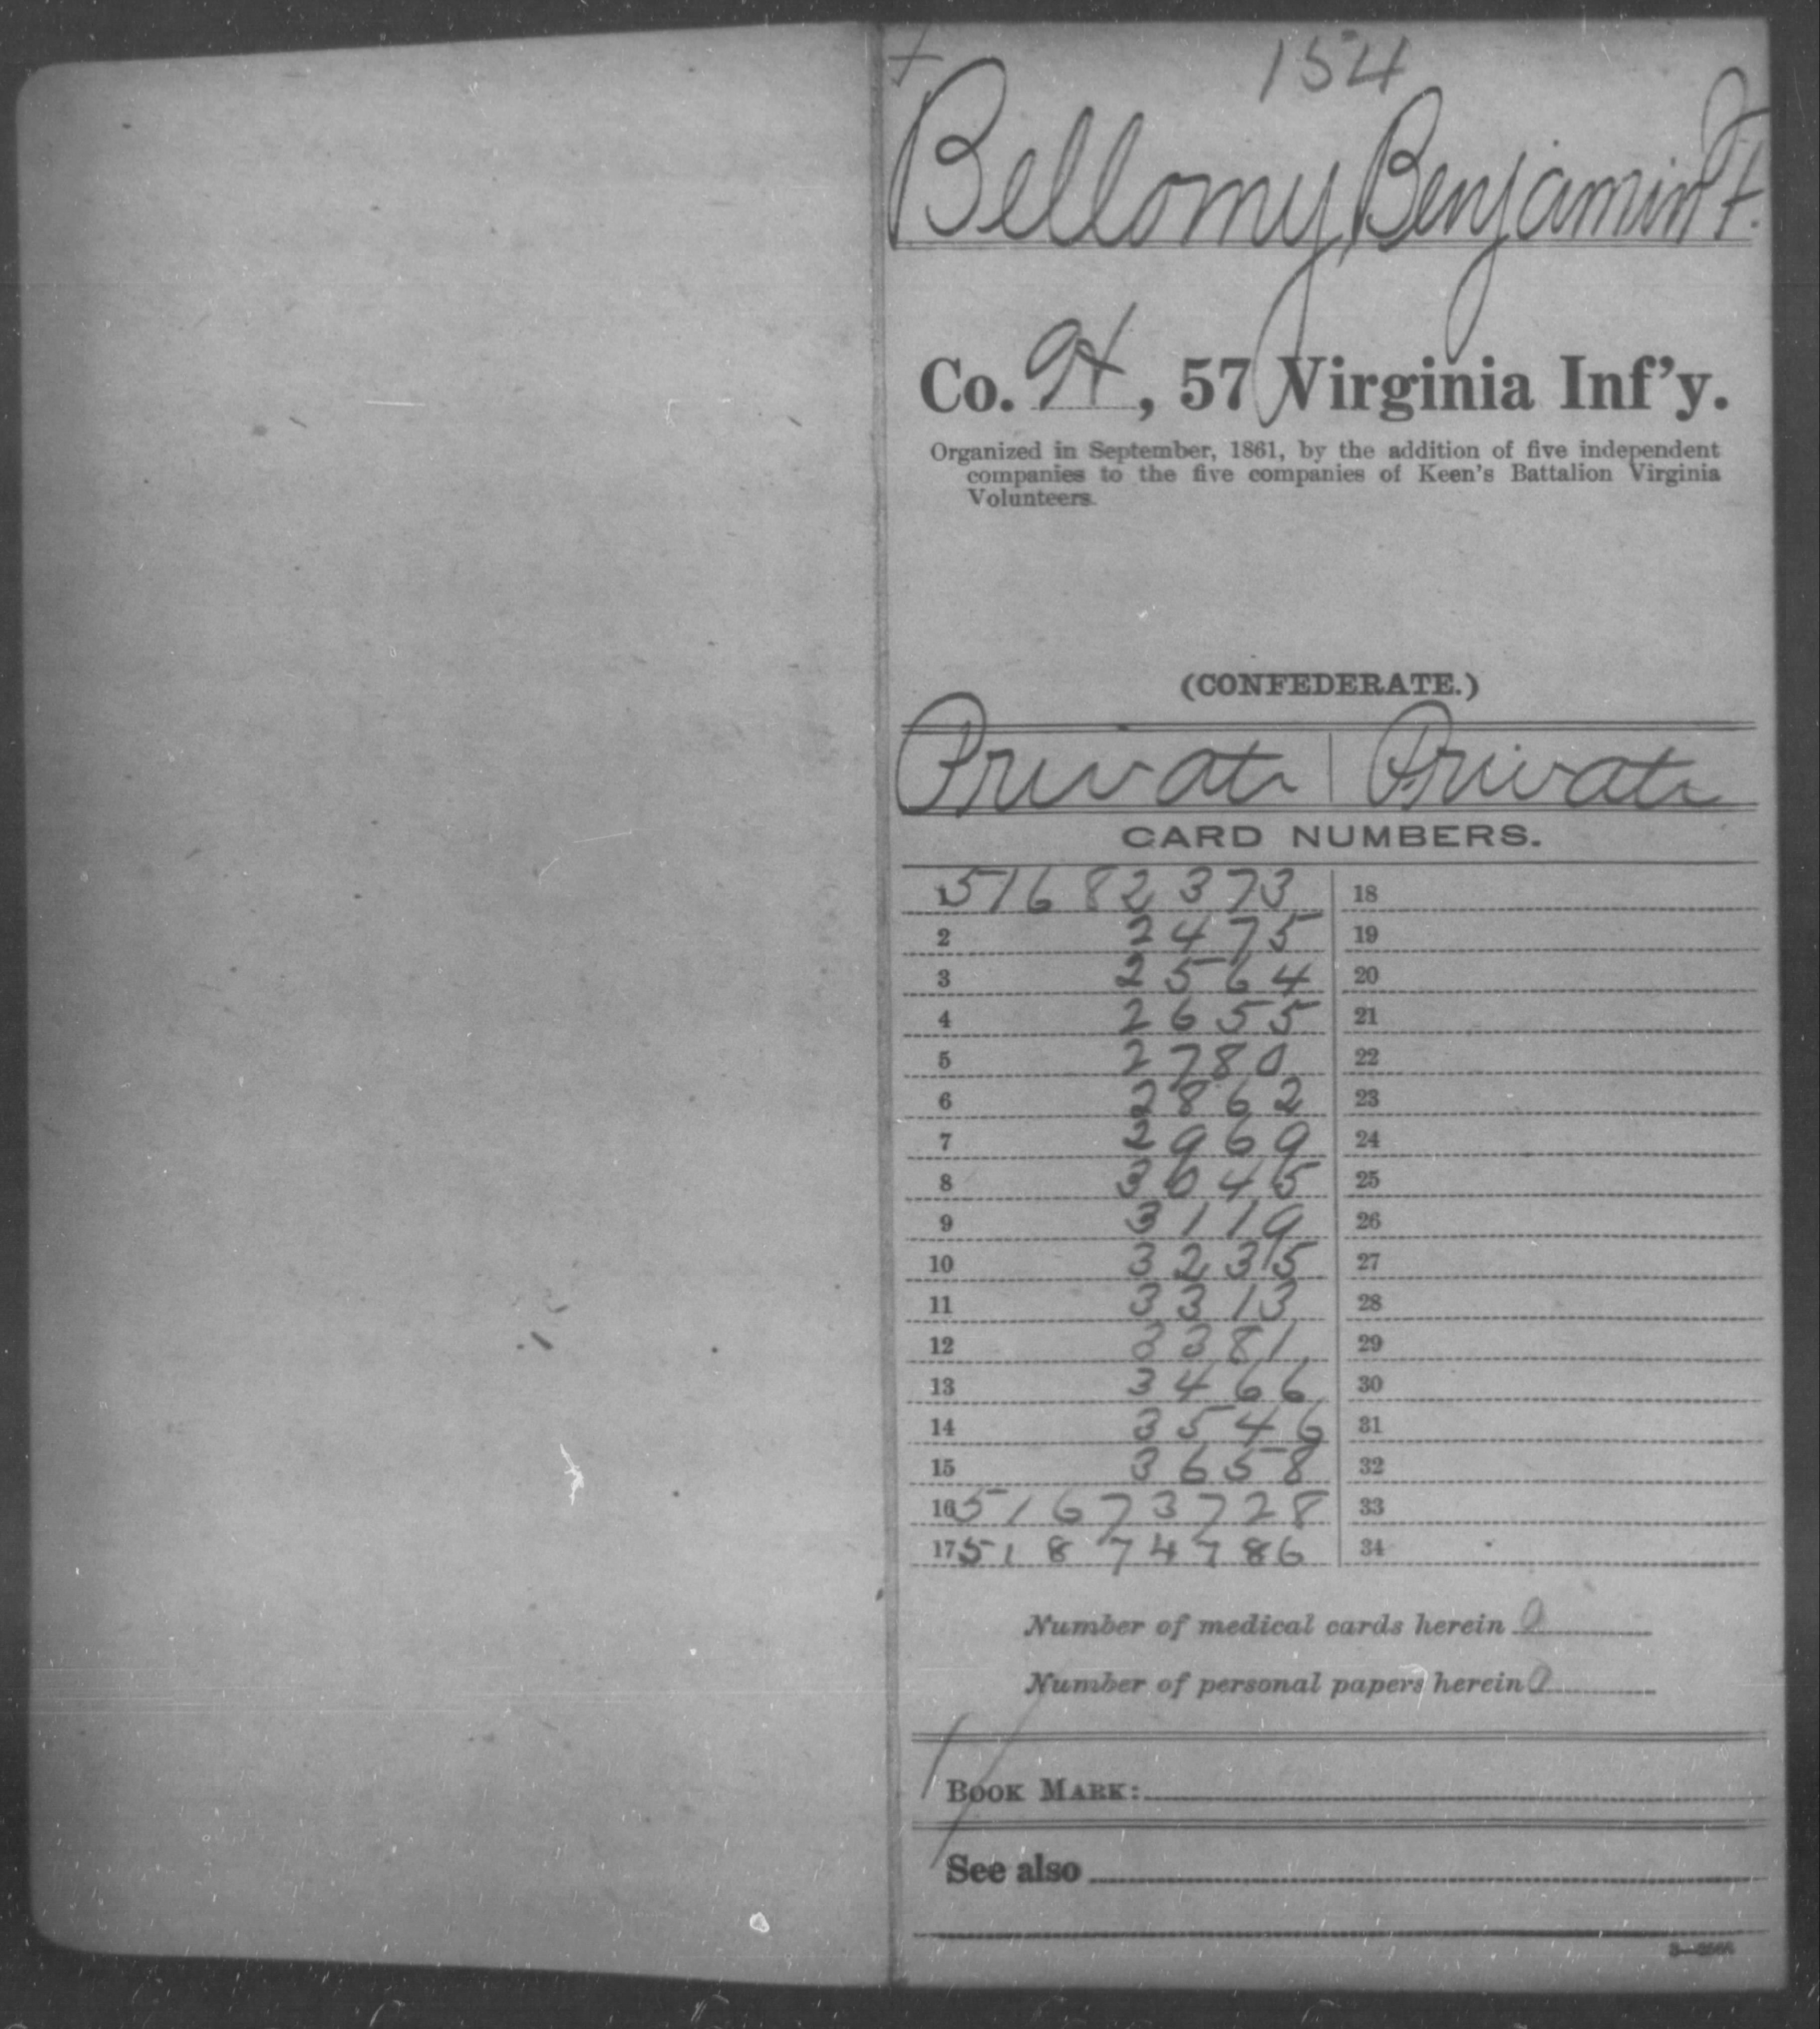 154
Bellomy, Benjamin F.
Co. H, 57 Virginia Inf'y.
Organized in September, 1861, by the addition of five independent
companies to the five companies of Keen's Battalion Virginia
Volunteers.
(CONFEDERATE.)
Private | Private
CARD NUMBERS.
1 51682373 18
2 2475 19
3 2564 20
4 2655 21
5 2780 22
6 2862 23
7 2969 24
8 3045 25
9 3119 26
10 3235 27
11 3313 28
12 3381 29
13 3466 30
14 3546 31
15 3658 32
16 51673728 33
17 51874786 34
Number of medical cards herein 0
Number of personal papers herein 0
BOOK MARK:
See also